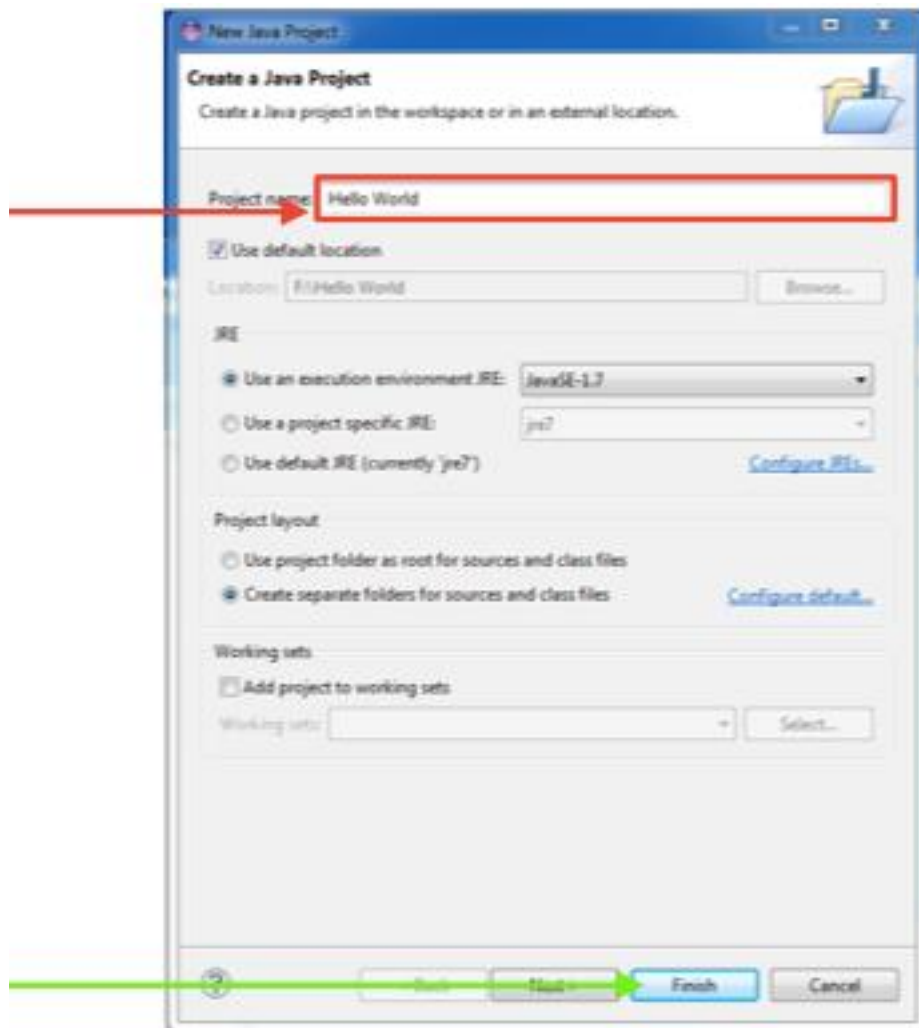 New Java Project
Create a Java Project
Create a Java project in the workspace or in an external location.
Project name: Hello World
Use default location
Location: F:\Hello World Browse...
JRE
Use an execution environment JRE: JavaSE-1.7
Use a project specific JRE: jre7
Use default JRE (currently 'jre7') Configure JREs...
Project layout
Use project folder as root for sources and class files
Create separate folders for sources and class files Configure default...
Working sets
Add project to working sets
Working sets: Select...
? < Back Next > Finish Cancel